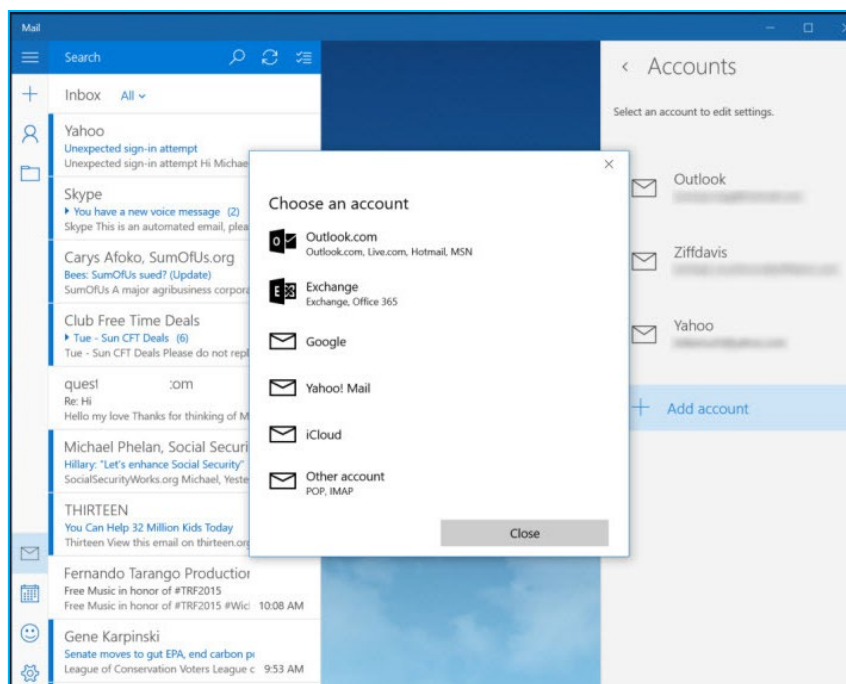 Mail
Search
Inbox All
Yahoo
Unexpected sign-in attempt
Unexpected sign-in attempt Hi Michae
Skype
You have a new voice message (2)
Skype This is an automated email, plea
Carys Afoko, SumOfUs.org
Bees: SumOfUs sued? (Update)
SumOfUs A major agribusiness corpora
Club Free Time Deals
Tue - Sun CFT Deals (6)
Tue - Sun CFT Deals Please do not repl
quest :om
Re: Hi
Hello my love Thanks for thinking of M
Michael Phelan, Social Securi
Hillary: "Let's enhance Social Security"
SocialSecurityWorks.org Michael, Yeste
THIRTEEN
You Can Help 32 Million Kids Today
Thirteen View this email on thirteen.org
Fernando Tarango Production
Free Music in honor of #TRF2015
Free Music in honor of #TRF2015 #Wicl 10:08 AM
Gene Karpinski
Senate moves to gut EPA, end carbon po
League of Conservation Voters League c 9:53 AM
Choose an account
Outlook.com
Outlook.com, Live.com, Hotmail, MSN
Exchange
Exchange, Office 365
Google
Yahoo! Mail
iCloud
Other account
POP, IMAP
Close
Accounts
Select an account to edit settings.
Outlook
Ziffdavis
Yahoo
Add account